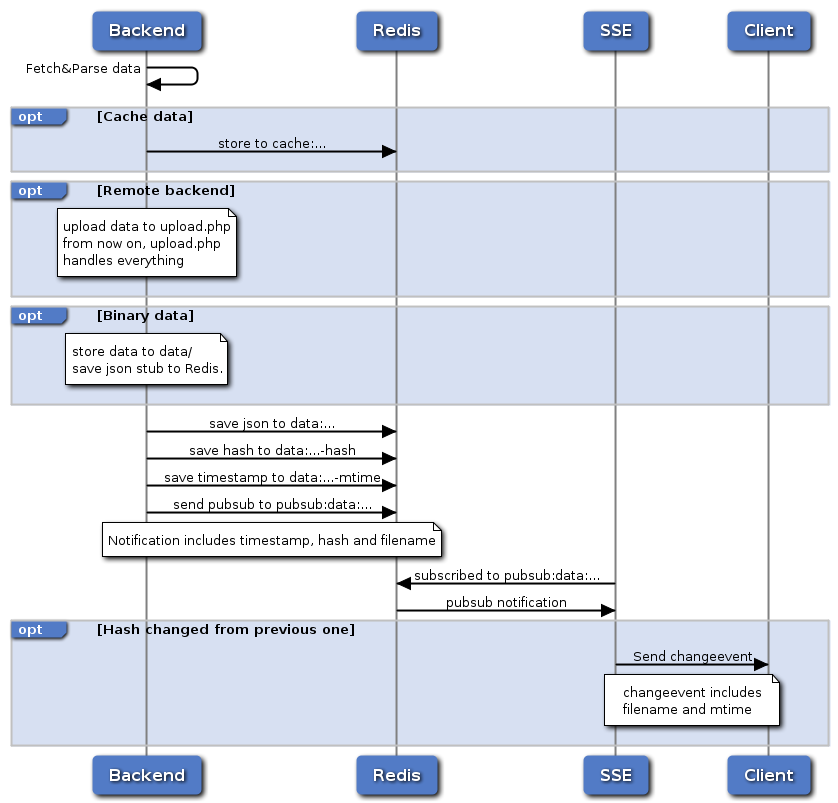 Backend Redis SSE Client
Fetch&Parse data
opt [Cache data]
store to cache:...
opt [Remote backend]
upload data to upload.php
from now on, upload.php
handles everything
opt [Binary data]
store data to data/
save json stub to Redis.
save json to data:...
save hash to data:...-hash
save timestamp to data:...-mtime
send pubsub to pubsub:data:...
Notification includes timestamp, hash and filename
subscribed to pubsub:data:...
pubsub notification
opt [Hash changed from previous one]
Send changeevent
changeevent includes
filename and mtime
Backend Redis SSE Client